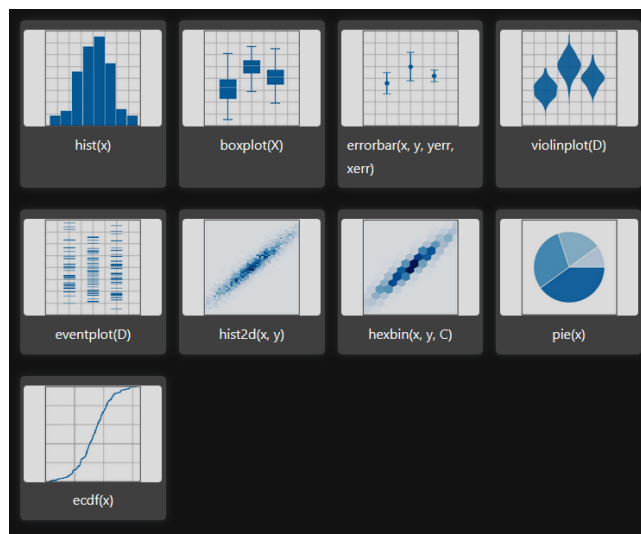 hist(x)
boxplot(X)
errorbar(x, y, yerr,
xerr)
violinplot(D)
eventplot(D)
hist2d(x, y)
hexbin(x, y, C)
pie(x)
ecdf(x)